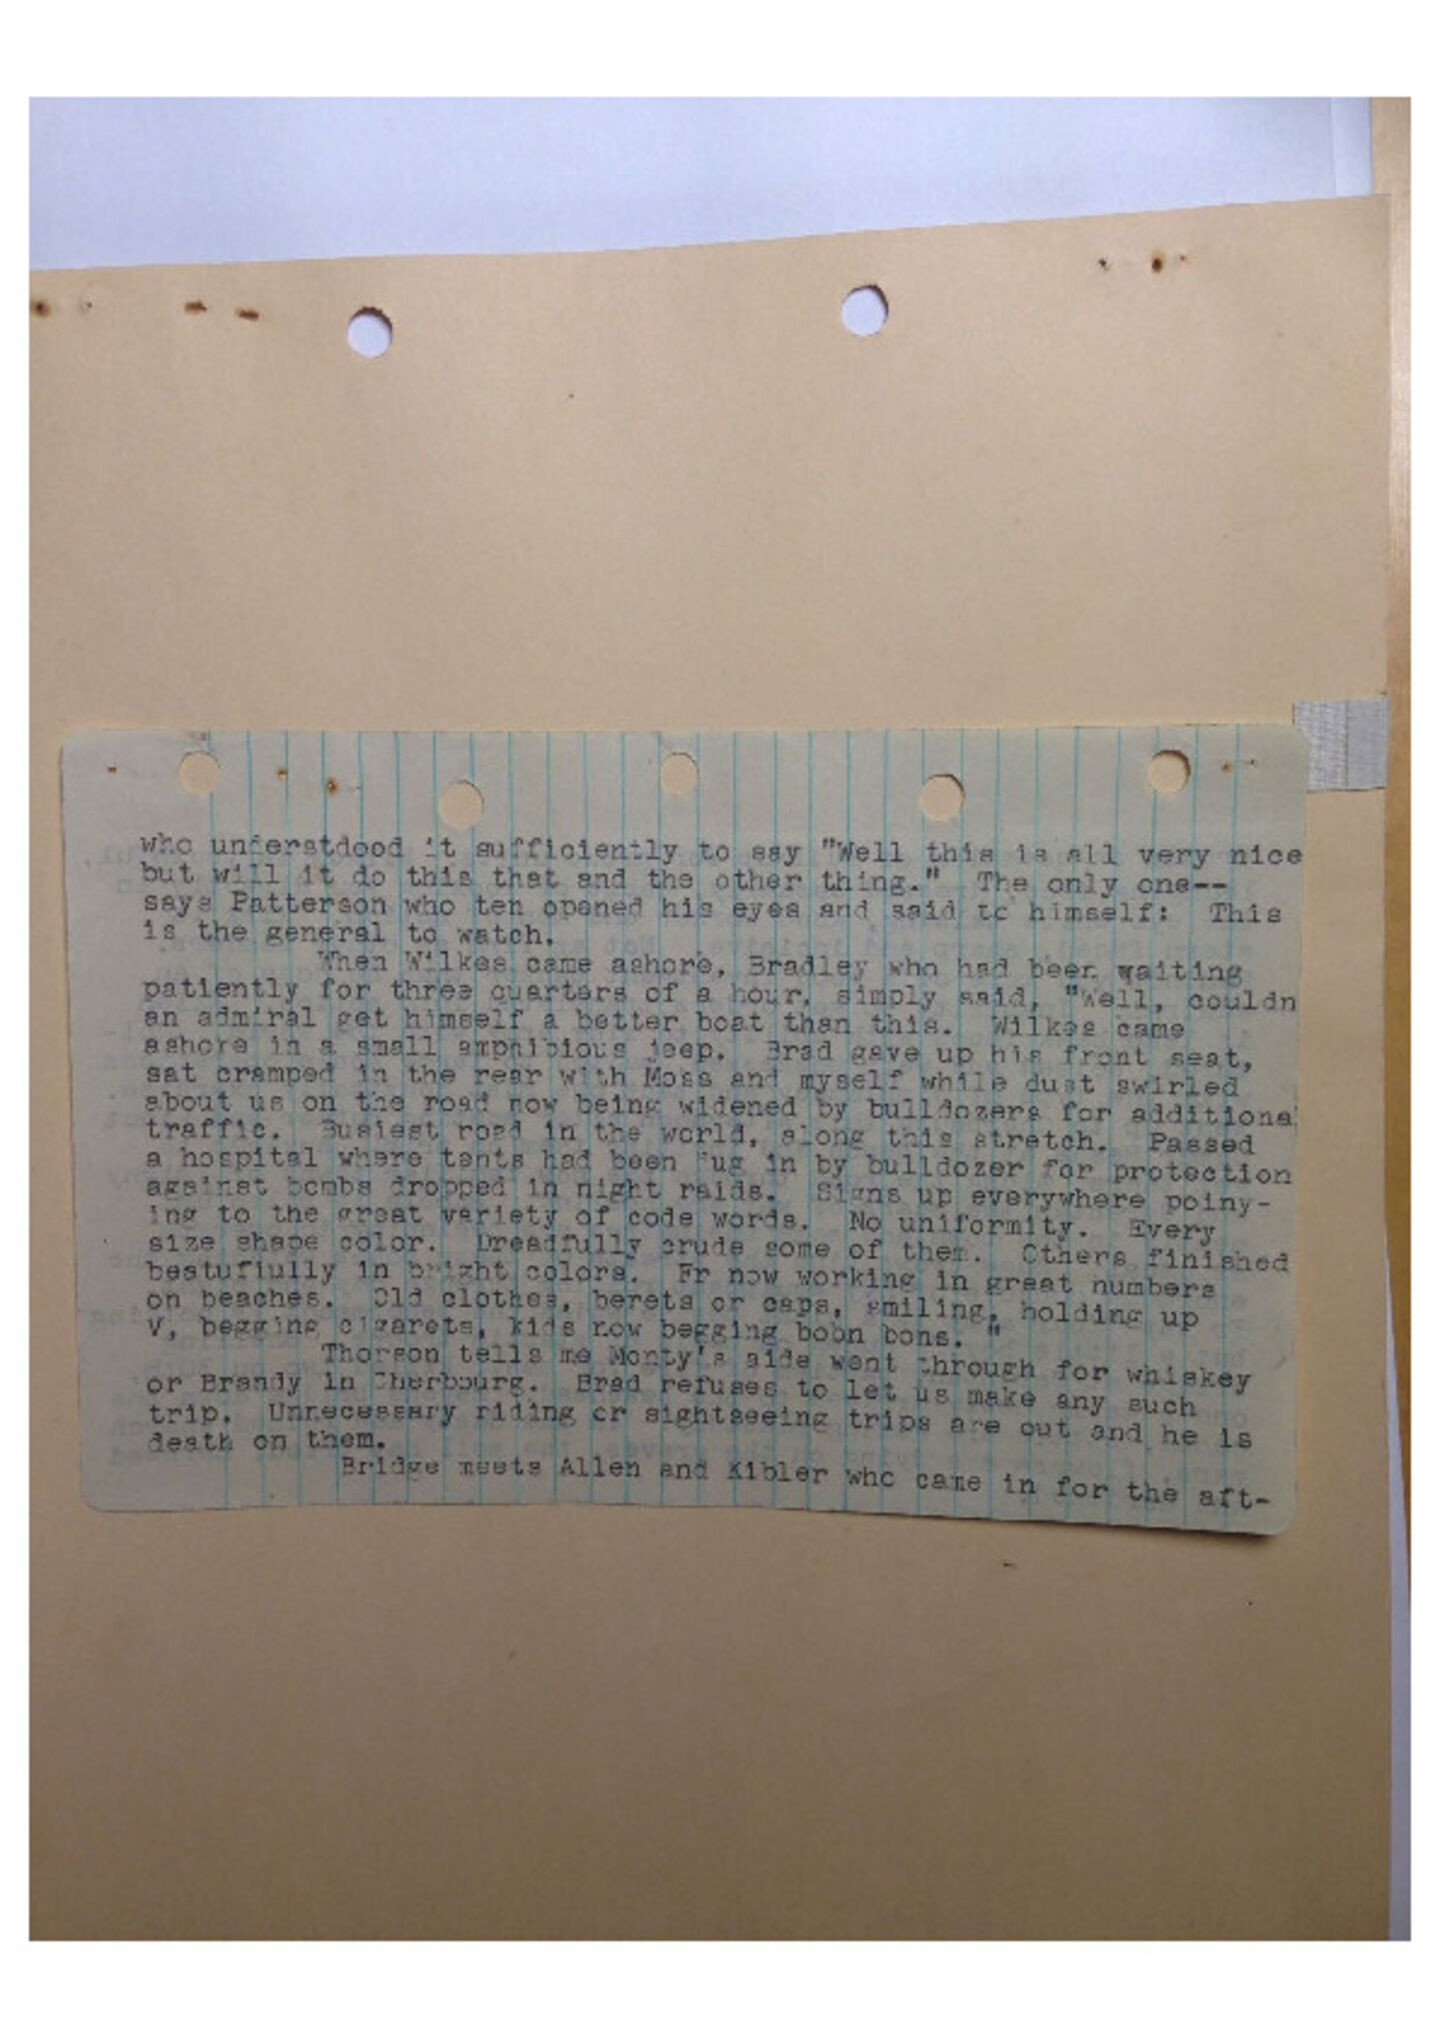 who understdood it sufficiently to say "Well this is all very nice
but will it do this that and the other thing."  The only one--
says Patterson who ten opened his eyes and said to himself:  This
is the general to watch.
When Wilkes came ashore, Bradley who had been waiting
patiently for three quarters of a hour, simply said, "Well, couldn
an admiral get himself a better boat than this.  Wilkes came
ashore in a small amphibious jeep.  Brad gave up his front seat,
sat cramped in the rear with Moss and myself while dust swirled
about us on the road now being widened by bulldozers for additional
traffic.  Busiest road in the world, along this stretch.  Passed
a hospital where tents had been dug in by bulldozer for protection
against bombs dropped in night raids.  Signs up everywhere poiny-
ing to the great variety of code words.  No uniformity.  Every
size shape color.  Dreadfully crude some of them.  Others finished
beatufiully in bright colors.  Fr now working in great numbers
on beaches.  Old clothes, berets or caps, smiling, holding up
V, begging cigarets, kids now begging bobn bons. "
Thorson tells me Monty's aide went through for whiskey
or Brandy in Cherbourg.  Brad refuses to let us make any such
trip.  Unnecessary riding or sightseeing trips are out and he is
death on them.
Bridge meets Allen and Kibler who came in for the aft-